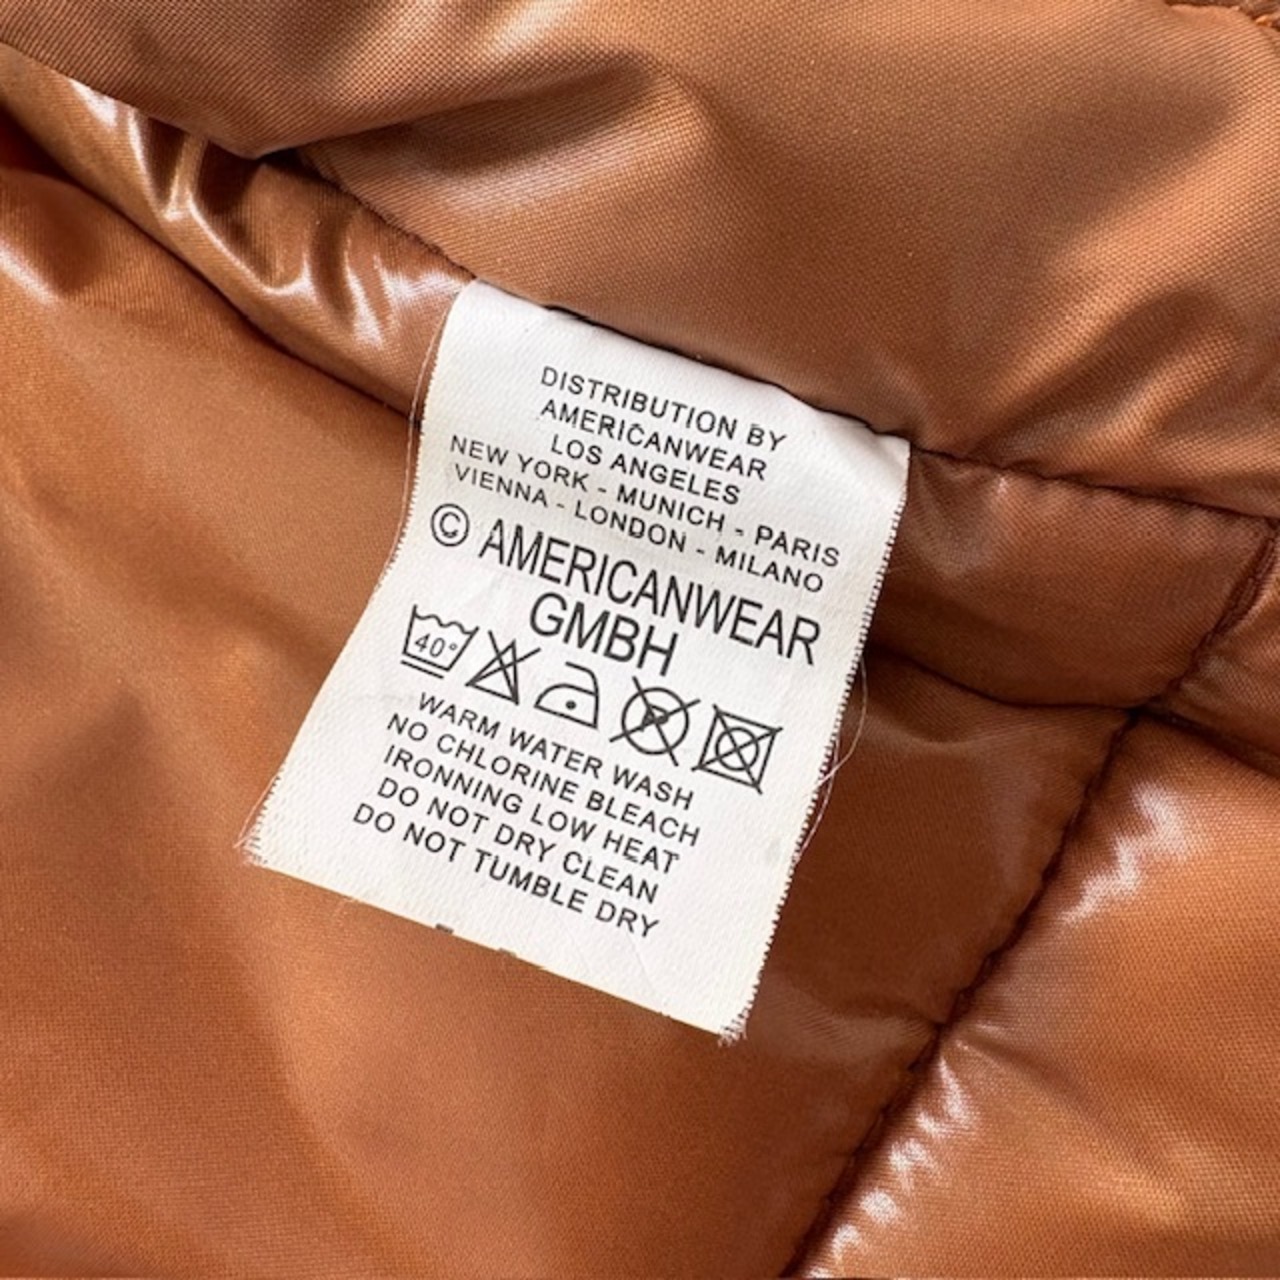 DISTRIBUTION BY
AMERICANWEAR
LOS ANGELES
NEW YORK - MUNICH - PARIS
VIENNA - LONDON - MILANO
© AMERICANWEAR
GMBH
40°
P
WARM WATER WASH
NO CHLORINE BLEACH
IRONNING LOW HEAT
DO NOT DRY CLEAN
DO NOT TUMBLE DRY